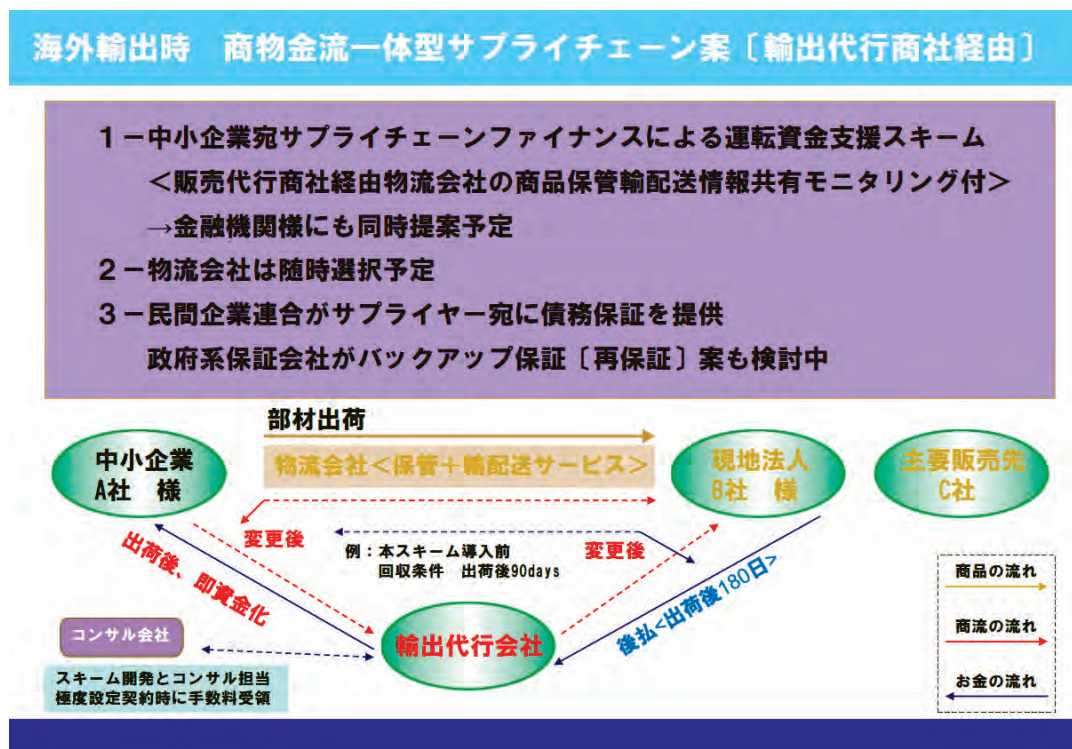 海外輸出時　商物金流一体型サプライチェーン案〔輸出代行商社経由〕
１－中小企業宛サプライチェーンファイナンスによる運転資金支援スキーム
＜販売代行商社経由物流会社の商品保管輸配送情報共有モニタリング付＞
→金融機関様にも同時提案予定
２－物流会社は随時選択予定
３－民間企業連合がサプライヤー宛に債務保証を提供
政府系保証会社がバックアップ保証〔再保証〕案も検討中
部材出荷
中小企業
A社　様
物流会社＜保管＋輸配送サービス＞
現地法人
B社　様
主要販売先
C社
変更後
例：本スキーム導入前
回収条件　出荷後90days
変更後
出荷後、即資金化
後払<出荷後180日>
輸出代行会社
コンサル会社
スキーム開発とコンサル担当
極度設定契約時に手数料受領
商品の流れ
商流の流れ
お金の流れ